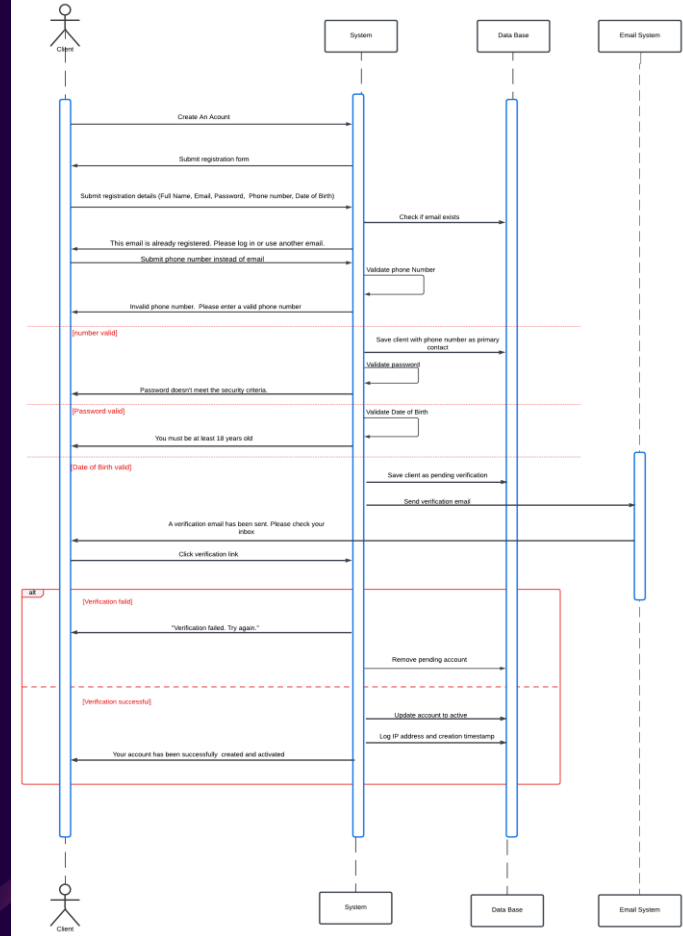 Client
System
Data Base
Email System
Create An Acount
Submit registration form
Submit registration details (Full Name, Email, Password, Phone number, Date of Birth)
Check if email exists
This email is already registered. Please log in or use another email.
Submit phone number instead of email
Validate phone Number
Invalid phone number. Please enter a valid phone number
[number valid]
Save client with phone number as primary
contact
Validate password
Password doesn't meet the security criteria.
[Password valid]
Validate Date of Birth
You must be at least 18 years old
[Date of Birth valid]
Save client as pending verification
Send verification email
A verification email has been sent. Please check your
inbox
Click verification link
alt
[Verification faild]
"Verification failed. Try again."
Remove pending account
[Verification successful]
Update account to active
Log IP address and creation timestamp
Your account has been successfully created and activated
Client
System
Data Base
Email System